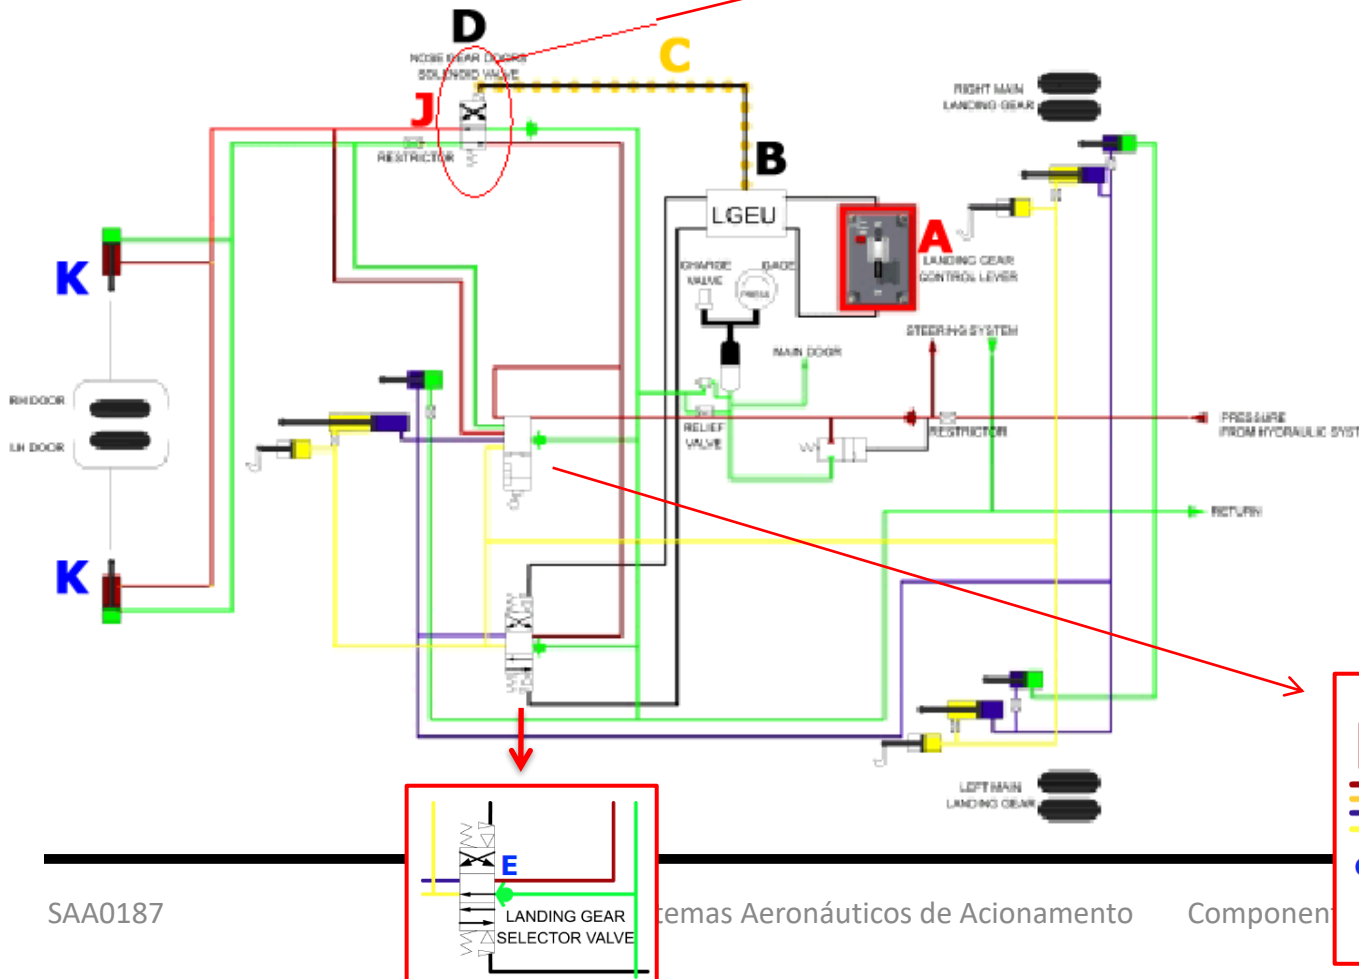 D
NOSE GEAR DOORS
SOLENOID VALVE
C
J
RESTRICTOR
B
LGEU
A
LANDING GEAR
CONTROL LEVER
RIGHT MAIN
LANDING GEAR
CHARGE
VALVE
GAGE
PRESS
K
STEERING SYSTEM
MAIN DOOR
RH DOOR
LH DOOR
RELIEF
VALVE
RESTRICTOR
PRESSURE
FROM HYDRAULIC SYST
RETURN
K
LEFT MAIN
LANDING GEAR
E
LANDING GEAR
SELECTOR VALVE
SAA0187
temas Aeronáuticos de Acionamento
Component